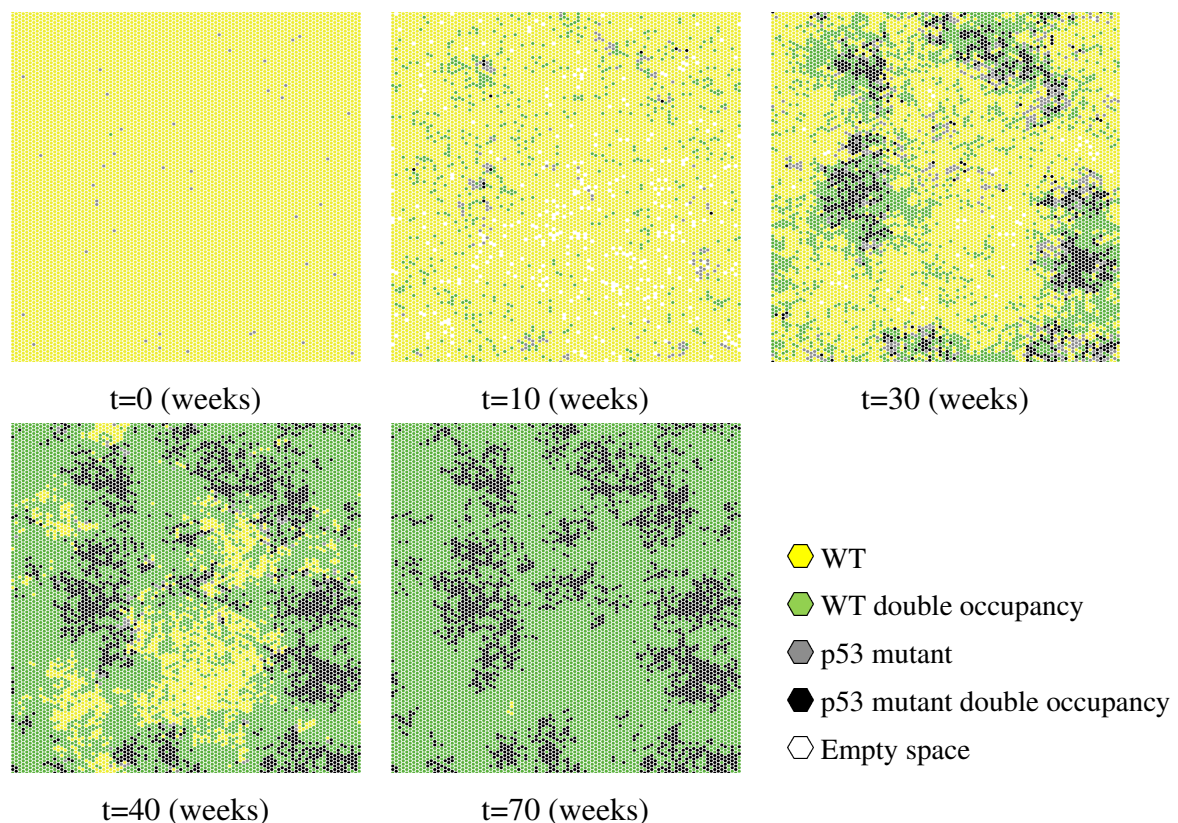 t=0 (weeks)
t=10 (weeks)
t=30 (weeks)
t=40 (weeks)
t=70 (weeks)
WT
WT double occupancy
p53 mutant
p53 mutant double occupancy
Empty space